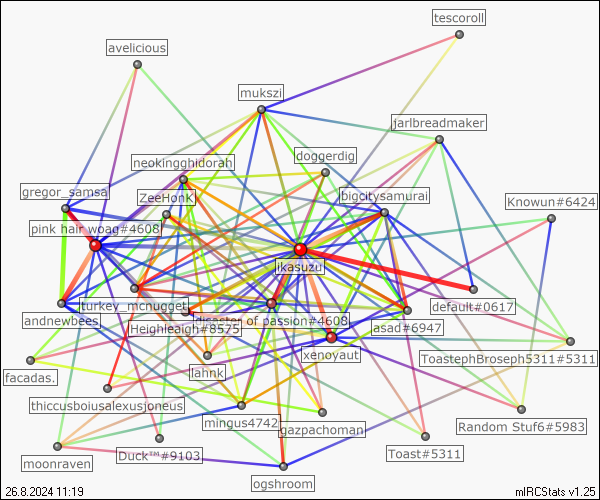 tescoroll
avelicious
mukszi
jarlbreadmaker
doggerdig
neokingghidorah
gregor_samsa
ZeeHonK
bigcitysamurai
Knowun#6424
pink hair woag#4608
ikasuzu
turkey_mcnugget
default#0617
andnewbees
disaster of passion#4608
Heighleaigh#8575
asad#6947
xenoyaut
ToastephBroseph5311#5311
lahnk
facadas.
thiccusboiusalexusjoneus
mingus4742
gazpachoman
Random Stuf6#5983
Duck™#9103
Toast#5311
moonraven
ogshroom
26.8.2024 11:19
mIRCStats v1.25